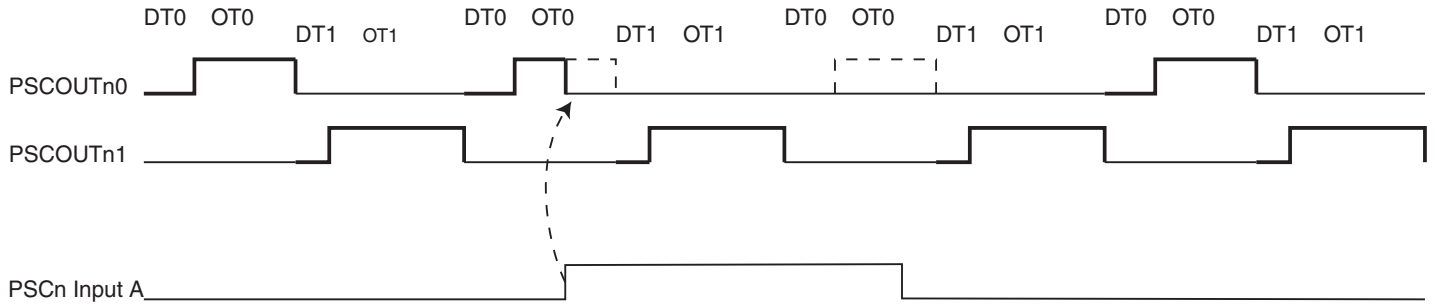 DT0 OT0 DT1 OT1 DT0 OT0 DT1 OT1 DT0 OT0 DT1 OT1 DT0 OT0 DT1 OT1
PSCOUTn0
PSCOUTn1
PSCn Input A